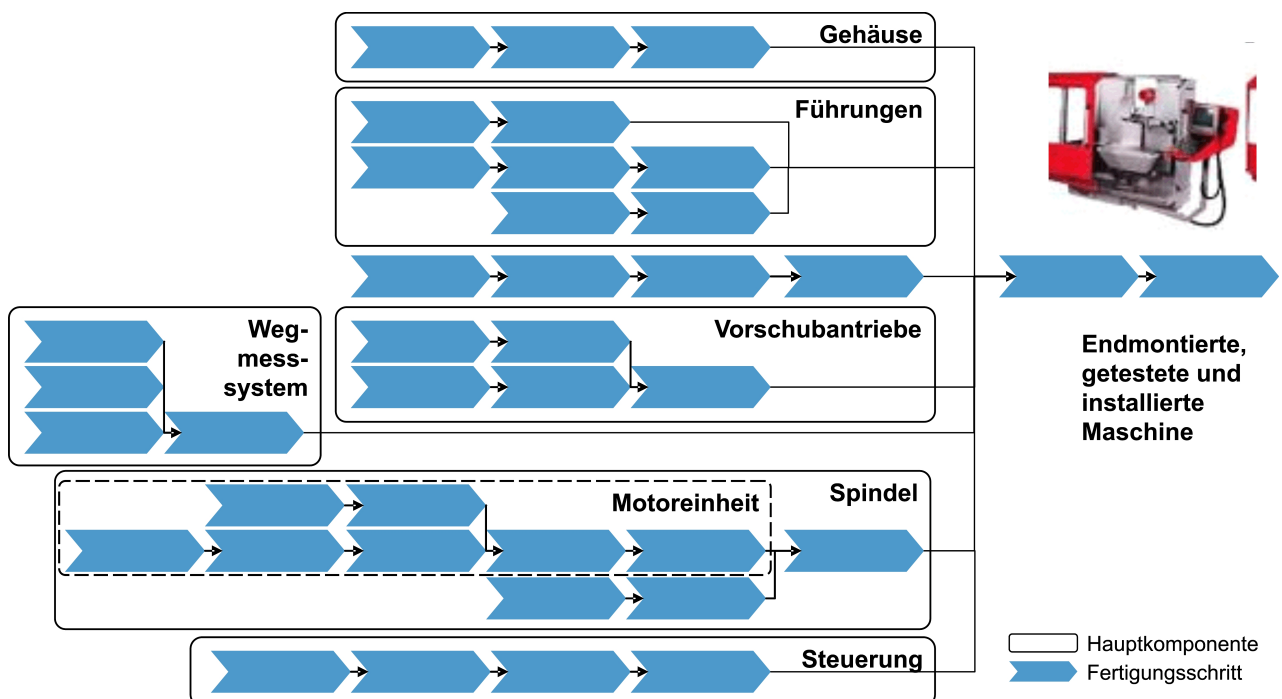 Gehäuse
Führungen
Vorschubantriebe
Weg-
mess-
system
Endmontierte,
getestete und
installierte
Maschine
Motoreinheit
Spindel
Steuerung
Hauptkomponente
Fertigungsschritt